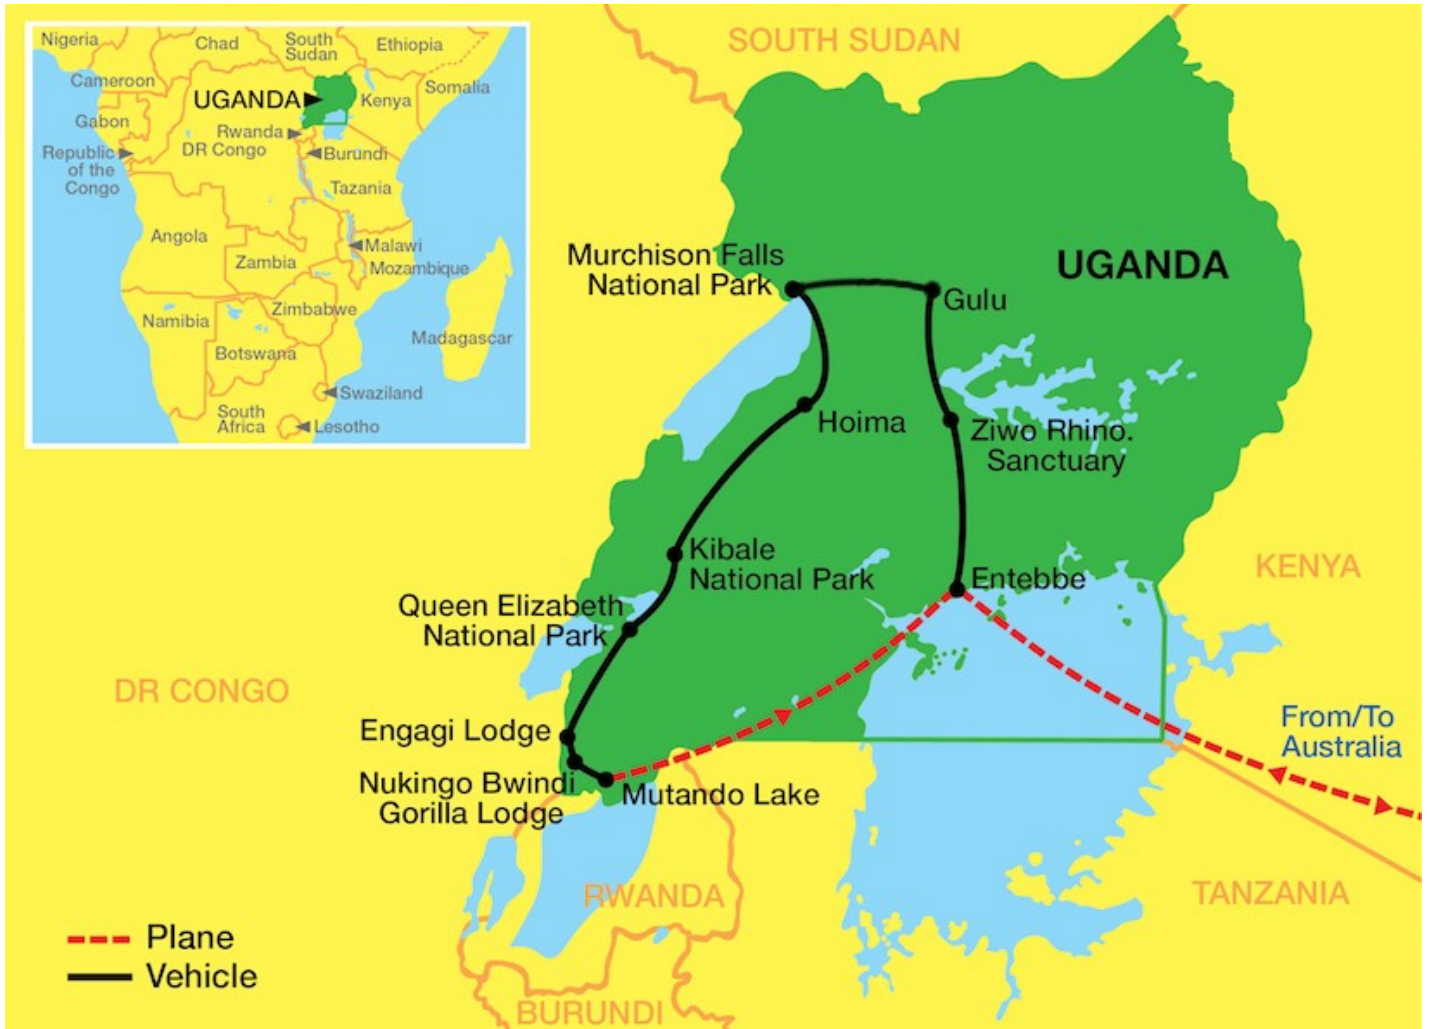 Nigeria
Chad
South
Sudan
Ethiopia
Cameroon
Somalia
UGANDA
Kenya
Gabon
Rwanda
DR Congo
Republic
of the
Congo
Burundi
Tazania
Angola
Malawi
Zambia
Mozambique
Zimbabwe
Namibia
Madagascar
Botswana
Swaziland
South
Africa
Lesotho
SOUTH SUDAN
Murchison Falls
National Park
UGANDA
Gulu
Hoima
Ziwo Rhino.
Sanctuary
Kibale
National Park
Entebbe
KENYA
Queen Elizabeth
National Park
DR CONGO
Engagi Lodge
From/To
Australia
Nukingo Bwindi
Gorilla Lodge
Mutando Lake
RWANDA
TANZANIA
Plane
Vehicle
BURUNDI